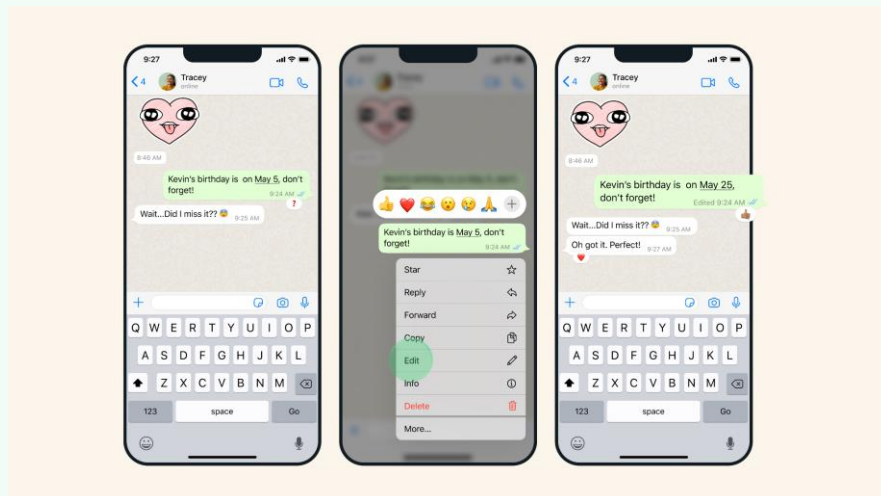 9:27
4
Tracey
online
8:46 AM
Kevin's birthday is on May 5, don't
forget!
9:24 AM
?
Wait...Did I miss it??
9:25 AM
Q W E R T Y U I O P
A S D F G H J K L
Z X C V B N M
123
space
Go
Kevin's birthday is May 5, don't
forget!
9:24 AM
Star
Reply
Forward
Copy
Edit
Info
Delete
More...
9:27
4
Tracey
online
8:46 AM
Kevin's birthday is on May 25,
don't forget!
Edited 9:24 AM
Wait...Did I miss it??
9:25 AM
Oh got it. Perfect!
9:27 AM
Q W E R T Y U I O P
A S D F G H J K L
Z X C V B N M
123
space
Go